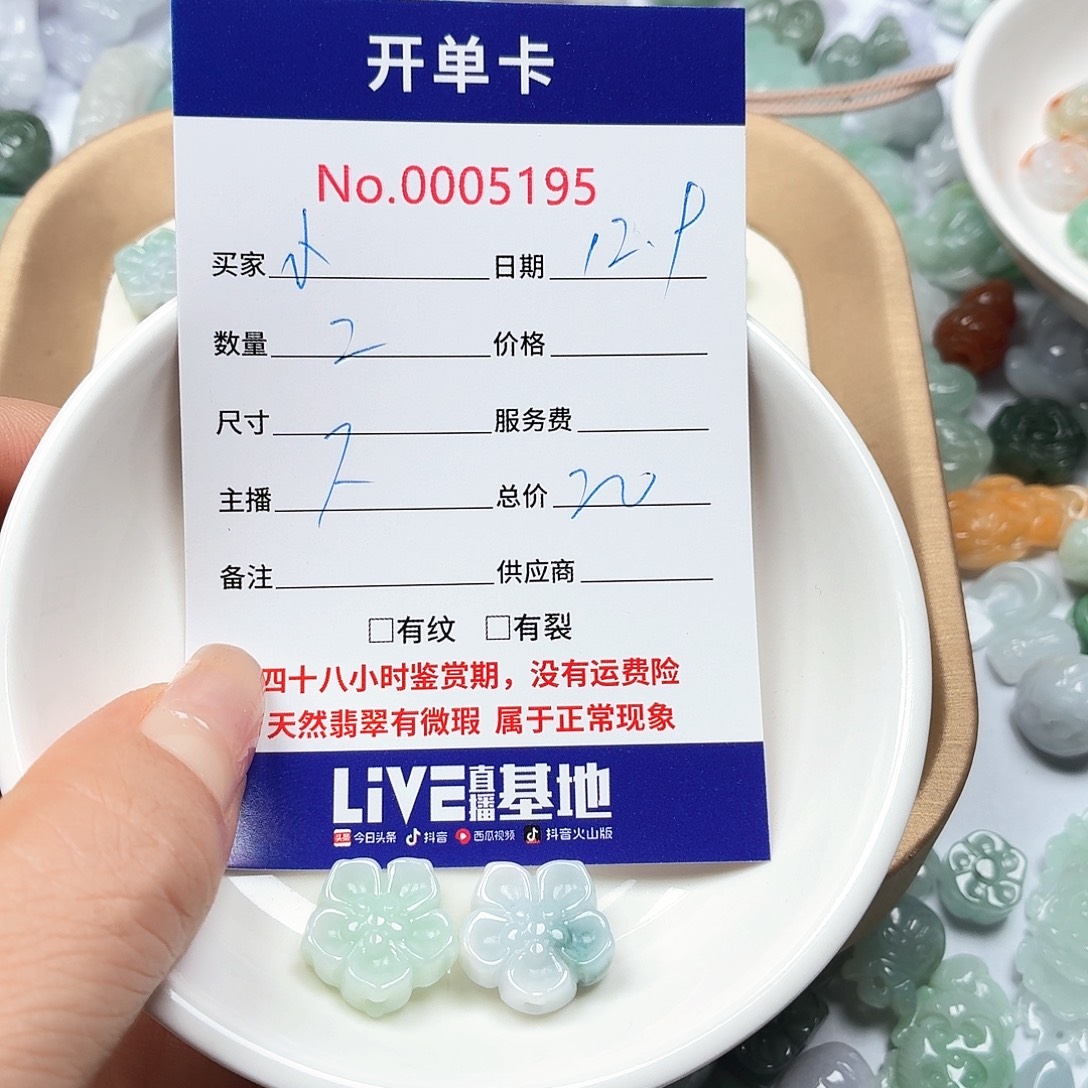 开单卡
No.0005195
买家 日期 12.9
数量 2 价格
尺寸 服务费
主播 总价 20
备注 供应商
□有纹 □有裂
四十八小时鉴赏期，没有运费险
天然翡翠有微瑕 属于正常现象
LiVE直播基地
头条 今日头条 抖音 西瓜视频 抖音火山版